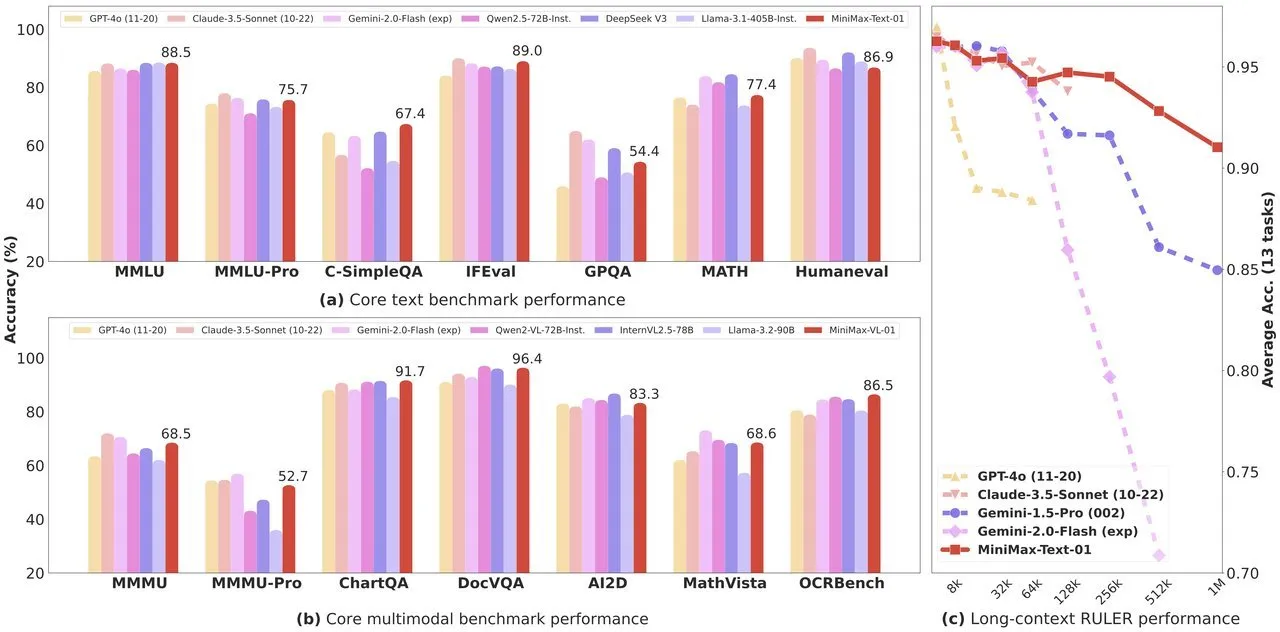 Accuracy (%)
100
80
60
40
20
GPT-4o (11-20)
Claude-3.5-Sonnet (10-22)
Gemini-2.0-Flash (exp)
Qwen2.5-72B-Inst.
DeepSeek V3
Llama-3.1-405B-Inst.
MiniMax-Text-01
88.5
75.7
67.4
89.0
54.4
77.4
86.9
MMLU
MMLU-Pro
C-SimpleQA
IFEval
GPQA
MATH
Humaneval
(a) Core text benchmark performance
100
80
60
40
20
GPT-4o (11-20)
Claude-3.5-Sonnet (10-22)
Gemini-2.0-Flash (exp)
Qwen2-VL-72B-Inst.
InternVL2.5-78B
Llama-3.2-90B
MiniMax-VL-01
68.5
52.7
91.7
96.4
83.3
68.6
86.5
MMMU
MMMU-Pro
ChartQA
DocVQA
AI2D
MathVista
OCRBench
(b) Core multimodal benchmark performance
0.95
0.90
0.85
0.80
0.75
0.70
Average Acc. (13 tasks)
GPT-4o (11-20)
Claude-3.5-Sonnet (10-22)
Gemini-1.5-Pro (002)
Gemini-2.0-Flash (exp)
MiniMax-Text-01
8k
32k
64k
128k
256k
512k
1M
(c) Long-context RULER performance